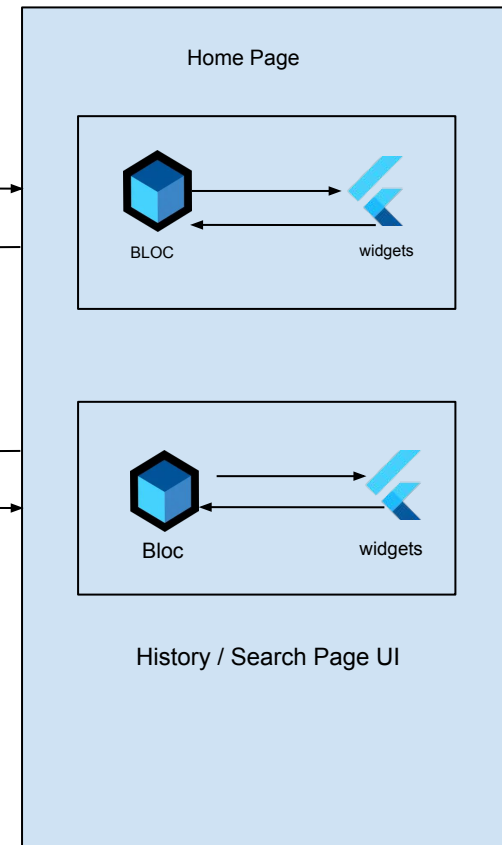 Home Page
BLOC
widgets
Bloc
widgets
History / Search Page UI